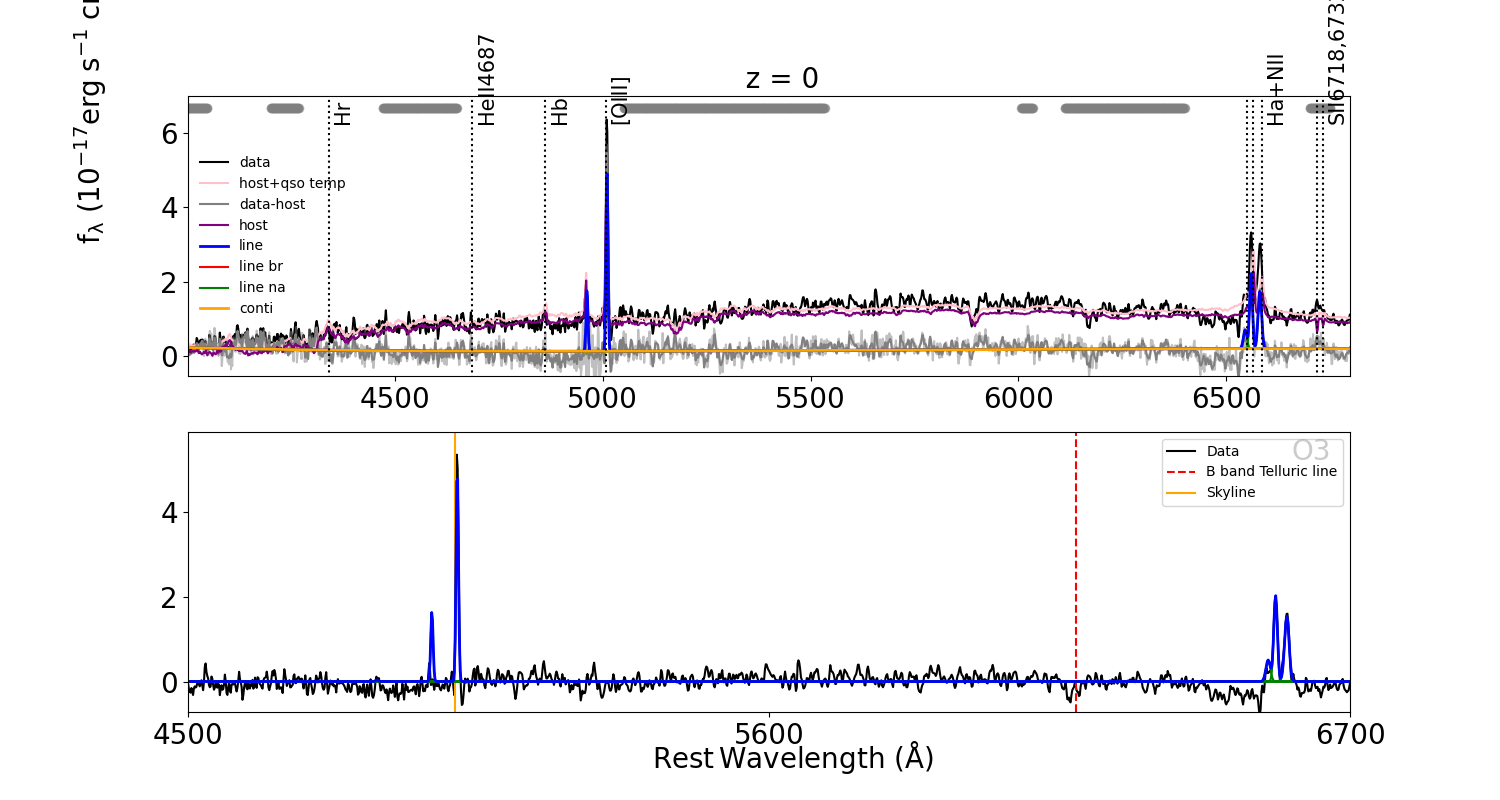 z = 0
f_λ (10^−17 erg s^−1
Hr
HeII4687
Hb
[OIII]
Ha+NII
SII6718,673
6
4
2
0
data
host+qso temp
data-host
host
line
line br
line na
conti
4500
5000
5500
6000
6500
O3
Data
B band Telluric line
Skyline
4
2
0
4500
5600
6700
Rest Wavelength (Å)